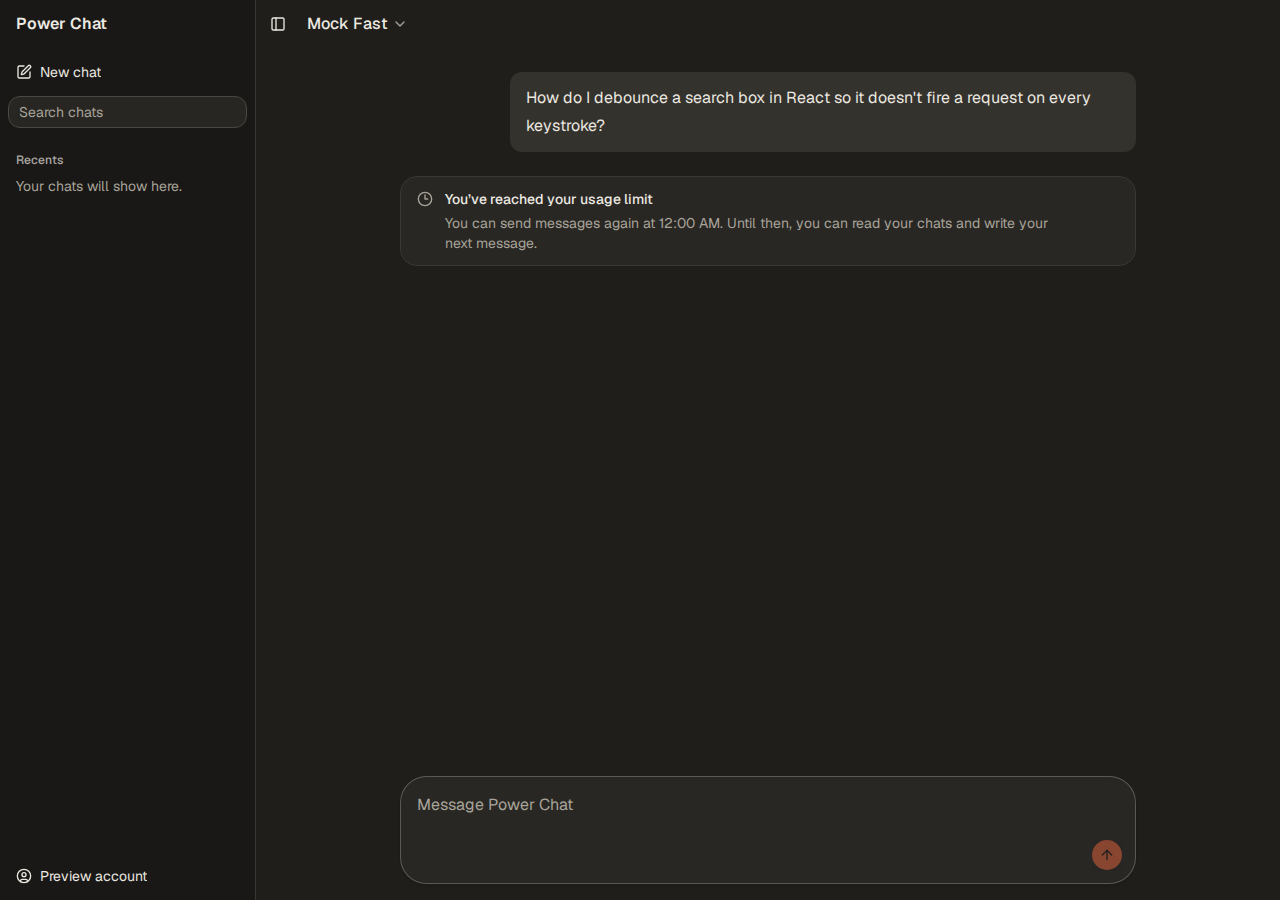 Power Chat
New chat
Search chats
Recents
Your chats will show here.
Preview account
Mock Fast
How do I debounce a search box in React so it doesn't fire a request on every
keystroke?
You've reached your usage limit
You can send messages again at 12:00 AM. Until then, you can read your chats and write your
next message.
Message Power Chat